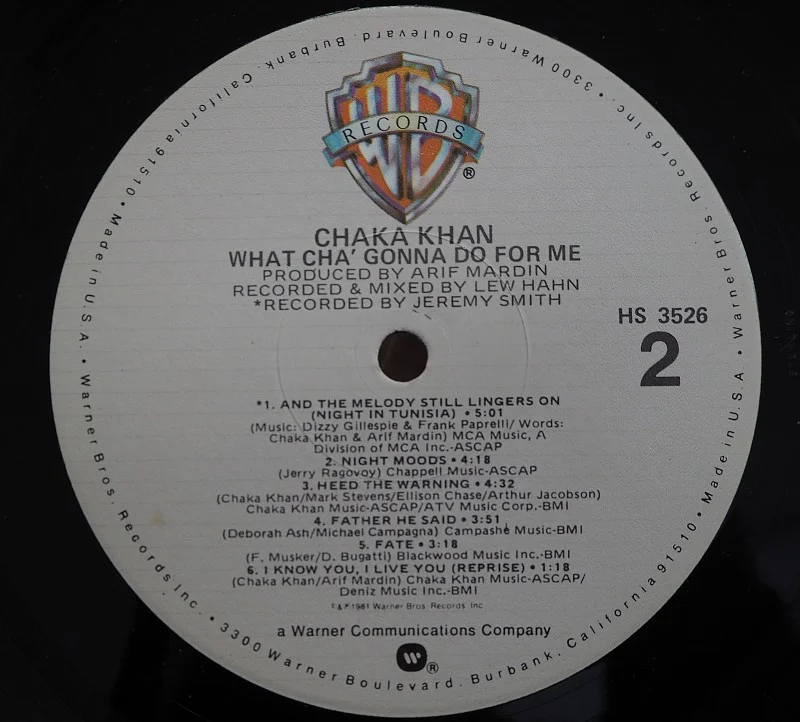 WB
RECORDS
®
CHAKA KHAN
WHAT CHA' GONNA DO FOR ME
PRODUCED BY ARIF MARDIN
RECORDED & MIXED BY LEW HAHN
*RECORDED BY JEREMY SMITH
HS 3526
2
*1. AND THE MELODY STILL LINGERS ON
(NIGHT IN TUNISIA) • 5:01
(Music: Dizzy Gillespie & Frank Paprelli/ Words:
Chaka Khan & Arif Mardin) MCA Music, A
Division of MCA Inc.-ASCAP
2. NIGHT MOODS • 4:18
(Jerry Ragovoy) Chappell Music-ASCAP
3. HEED THE WARNING • 4:32
(Chaka Khan/Mark Stevens/Ellison Chase/Arthur Jacobson)
Chaka Khan Music-ASCAP/ATV Music Corp.-BMI
4. FATHER HE SAID • 3:51
(Deborah Ash/Michael Campagna) Campashe Music-BMI
5. FATE • 3:18
(F. Musker/D. Bugatti) Blackwood Music Inc.-BMI
6. I KNOW YOU, I LIVE YOU (REPRISE) • 1:18
(Chaka Khan/Arif Mardin) Chaka Khan Music-ASCAP/
Deniz Music Inc.-BMI
©&℗1981 Warner Bros. Records Inc.
a Warner Communications Company
®
Made in U.S.A. • Warner Bros. Records Inc. • 3300 Warner Boulevard. Burbank, California 91510 •
Made in U.S.A. • Warner Bros. Records Inc. • 3300 Warner Boulevard. Burbank, California 91510 •